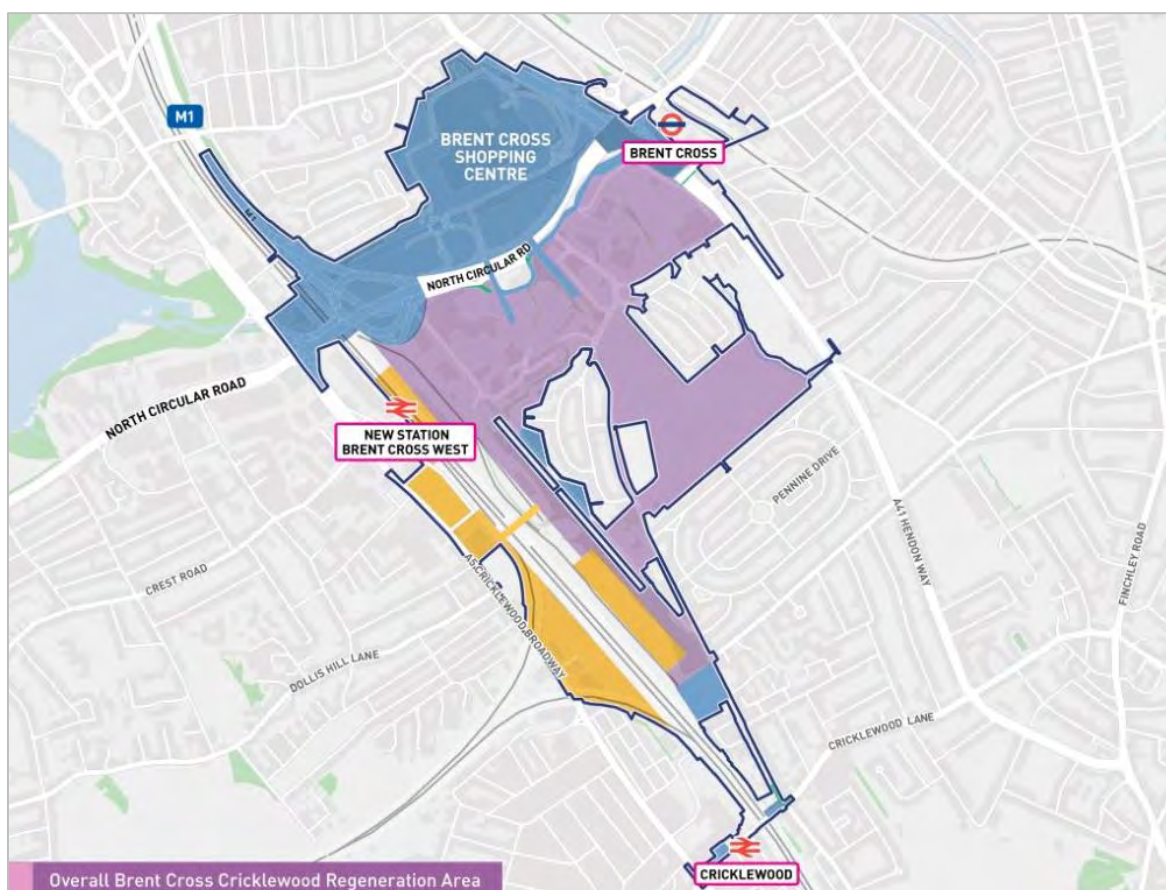 M1
BRENT CROSS
SHOPPING
CENTRE
BRENT CROSS
M1
NORTH CIRCULAR RD
NORTH CIRCULAR ROAD
NEW STATION
BRENT CROSS WEST
PENNINE DRIVE
A41 HENDON WAY
FINCHLEY ROAD
CREST ROAD
A5 CRICKLEWOOD BROADWAY
DOLLIS HILL LANE
CRICKLEWOOD LANE
CRICKLEWOOD
Overall Brent Cross Cricklewood Regeneration Area